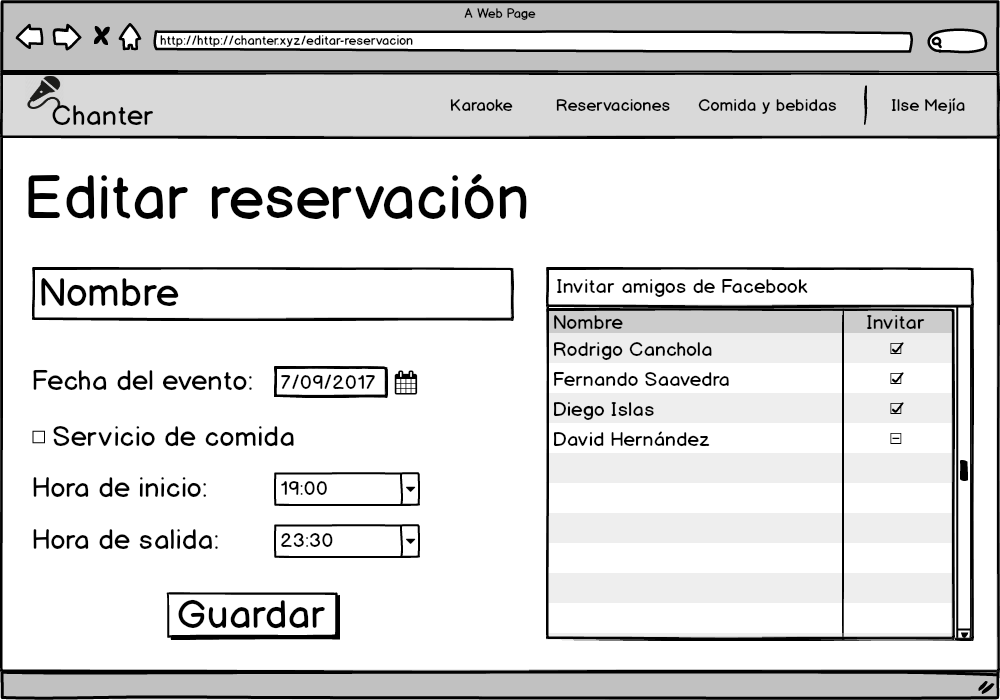 A Web Page
http://http://chanter.xyz/editar-reservacion
Chanter
Karaoke Reservaciones Comida y bebidas Ilse Mejía
Editar reservación
Nombre
Fecha del evento: 7/09/2017
Servicio de comida
Hora de inicio: 19:00
Hora de salida: 23:30
Guardar
Invitar amigos de Facebook
Nombre Invitar
Rodrigo Canchola
Fernando Saavedra
Diego Islas
David Hernández